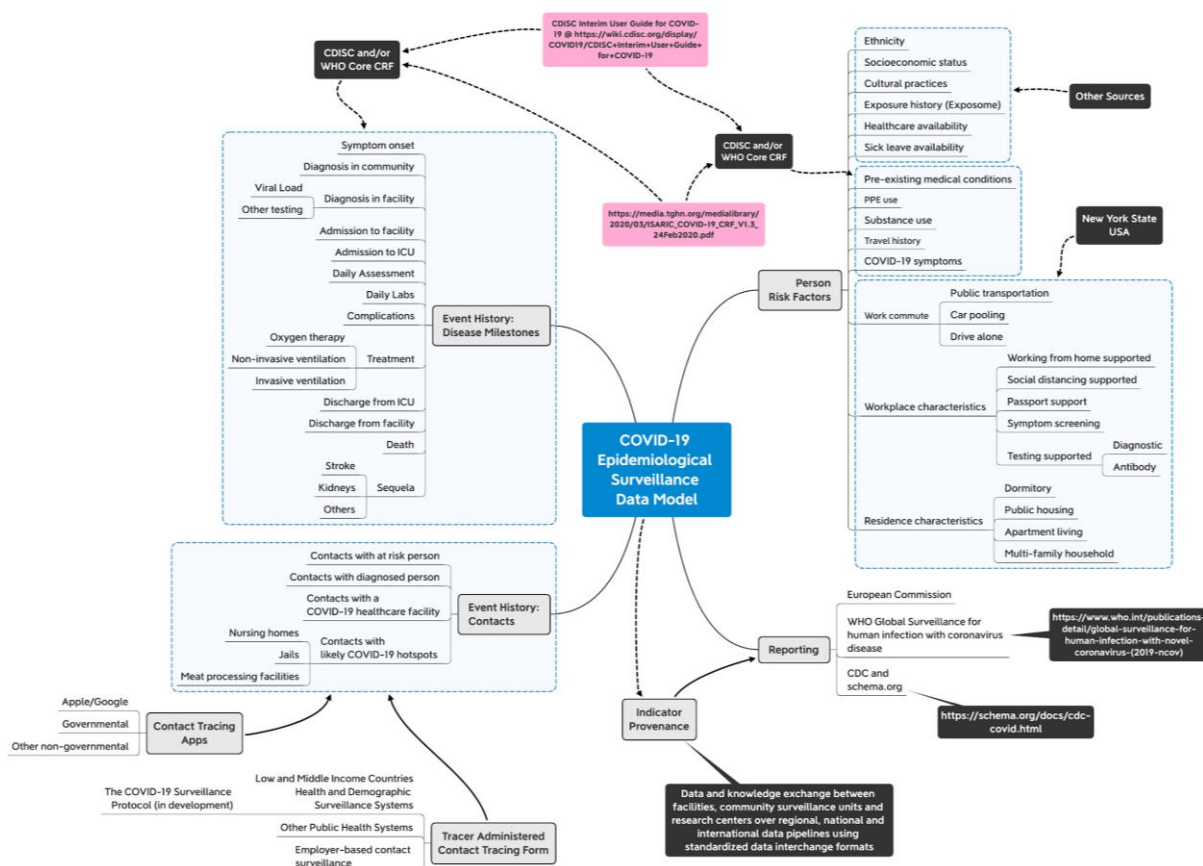 CDISC Interim User Guide for COVID-
19 @ https://wiki.cdisc.org/display/
COVID19/CDISC+Interim+User+Guide+
for+COVID-19
CDISC and/or
WHO Core CRF
Symptom onset
Diagnosis in community
Viral Load
Other testing
Diagnosis in facility
Admission to facility
Admission to ICU
Daily Assessment
Daily Labs
Complications
Oxygen therapy
Non-invasive ventilation
Invasive ventilation
Treatment
Discharge from ICU
Discharge from facility
Death
Stroke
Kidneys
Others
Sequela
Event History:
Disease Milestones
https://media.tghn.org/medialibrary/
2020/03/ISARIC_COVID-19_CRF_V1.3_
24Feb2020.pdf
CDISC and/or
WHO Core CRF
Ethnicity
Socioeconomic status
Cultural practices
Exposure history (Exposome)
Healthcare availability
Sick leave availability
Other Sources
Pre-existing medical conditions
PPE use
Substance use
Travel history
COVID-19 symptoms
New York State
USA
Person
Risk Factors
Work commute
Public transportation
Car pooling
Drive alone
Workplace characteristics
Working from home supported
Social distancing supported
Passport support
Symptom screening
Testing supported
Diagnostic
Antibody
Residence characteristics
Dormitory
Public housing
Apartment living
Multi-family household
COVID-19
Epidemiological
Surveillance
Data Model
Contacts with at risk person
Contacts with diagnosed person
Contacts with a
COVID-19 healthcare facility
Nursing homes
Jails
Meat processing facilities
Contacts with
likely COVID-19 hotspots
Event History:
Contacts
Apple/Google
Governmental
Other non-governmental
Contact Tracing
Apps
The COVID-19 Surveillance
Protocol (in development)
Low and Middle Income Countries
Health and Demographic
Surveillance Systems
Other Public Health Systems
Employer-based contact
surveillance
Tracer Administered
Contact Tracing Form
Reporting
European Commission
WHO Global Surveillance for
human infection with coronavirus
disease
https://www.who.int/publications-
detail/global-surveillance-for-
human-infection-with-novel-
coronavirus-(2019-ncov)
CDC and
schema.org
https://schema.org/docs/cdc-
covid.html
Indicator
Provenance
Data and knowledge exchange between
facilities, community surveillance units and
research centers over regional, national and
international data pipelines using
standardized data interchange formats